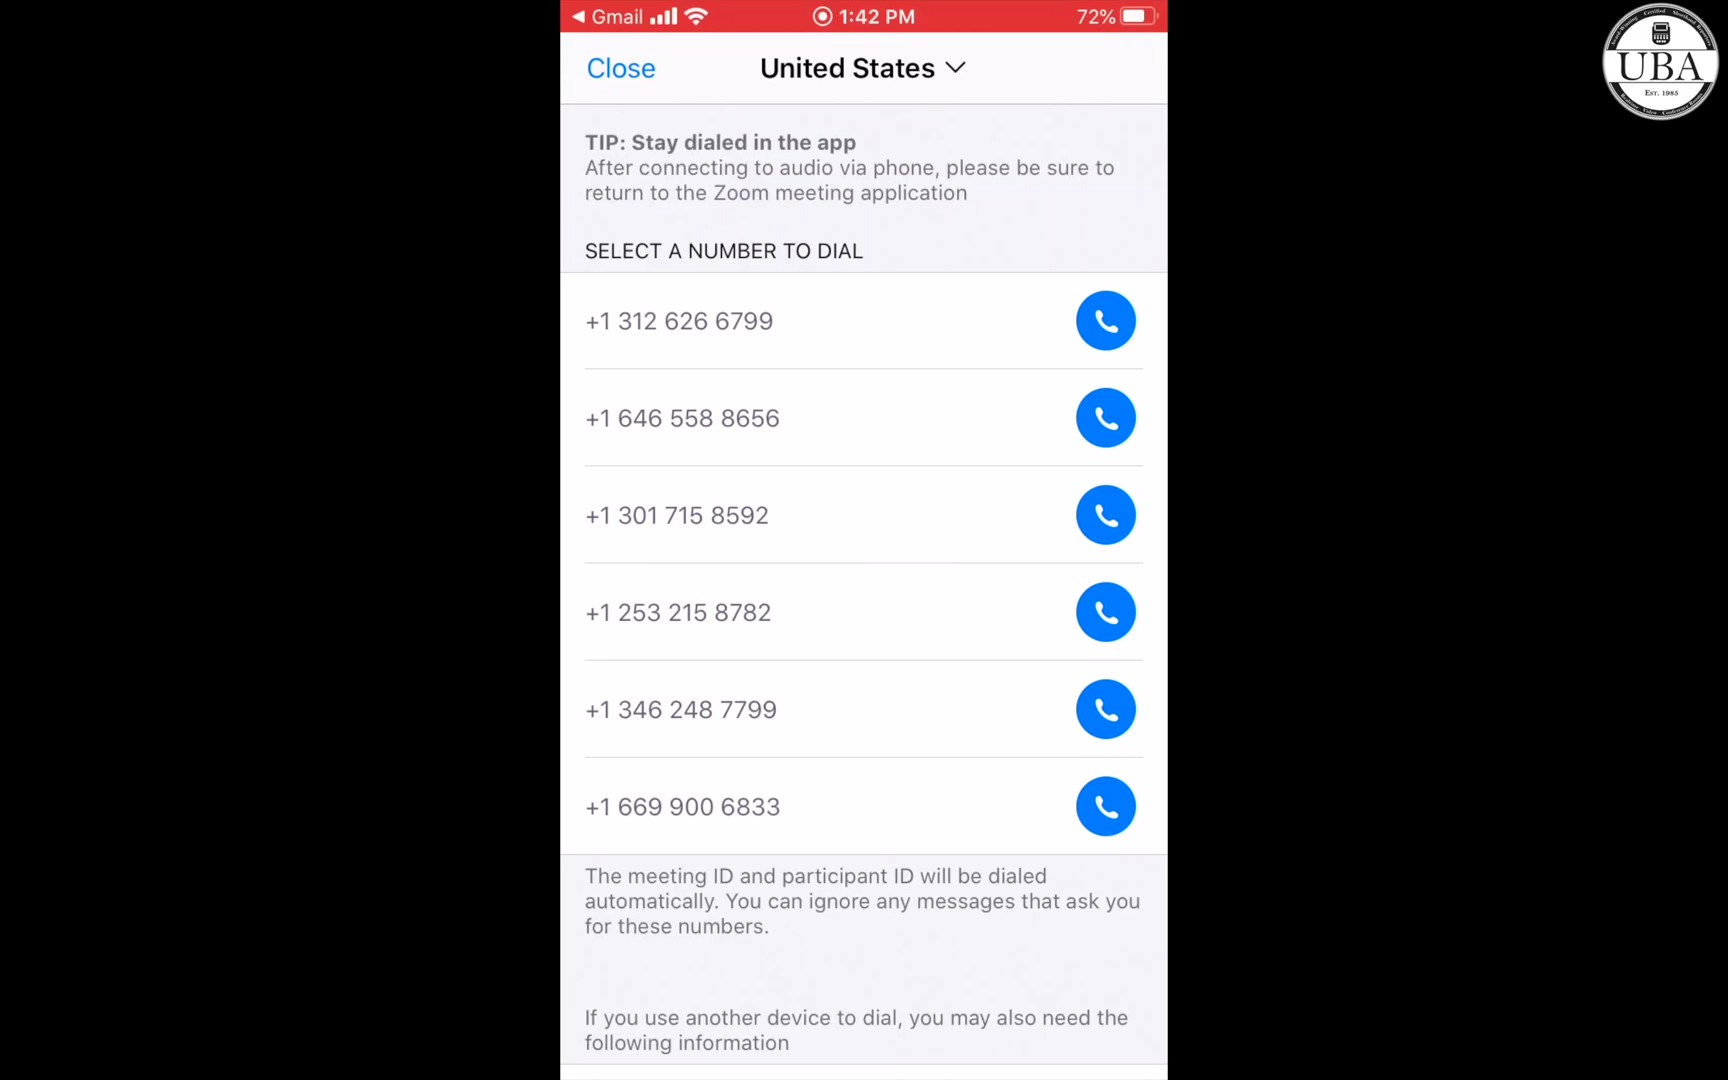 Gmail
1:42 PM
72%
Close
United States
UBA
Est. 1985
TIP: Stay dialed in the app
After connecting to audio via phone, please be sure to
return to the Zoom meeting application
SELECT A NUMBER TO DIAL
+1 312 626 6799
+1 646 558 8656
+1 301 715 8592
+1 253 215 8782
+1 346 248 7799
+1 669 900 6833
The meeting ID and participant ID will be dialed
automatically. You can ignore any messages that ask you
for these numbers.
If you use another device to dial, you may also need the
following information